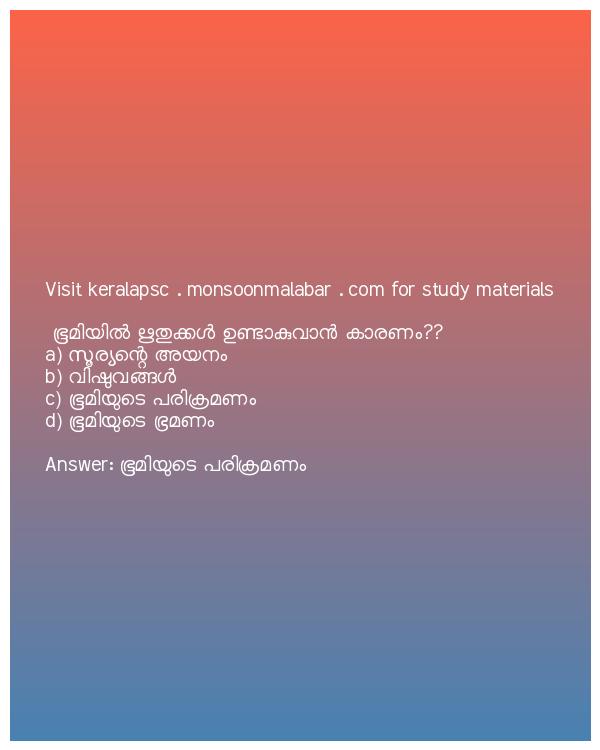 Visit keralapsc . monsoonmalabar . com for study materials
ഭൂമിയിൽ ഋതുക്കൾ ഉണ്ടാകുവാൻ കാരണം??
a) സൂര്യന്റെ അയനം
b) വിഷുവങ്ങൾ
c) ഭൂമിയുടെ പരിക്രമണം
d) ഭൂമിയുടെ ഭ്രമണം
Answer: ഭൂമിയുടെ പരിക്രമണം